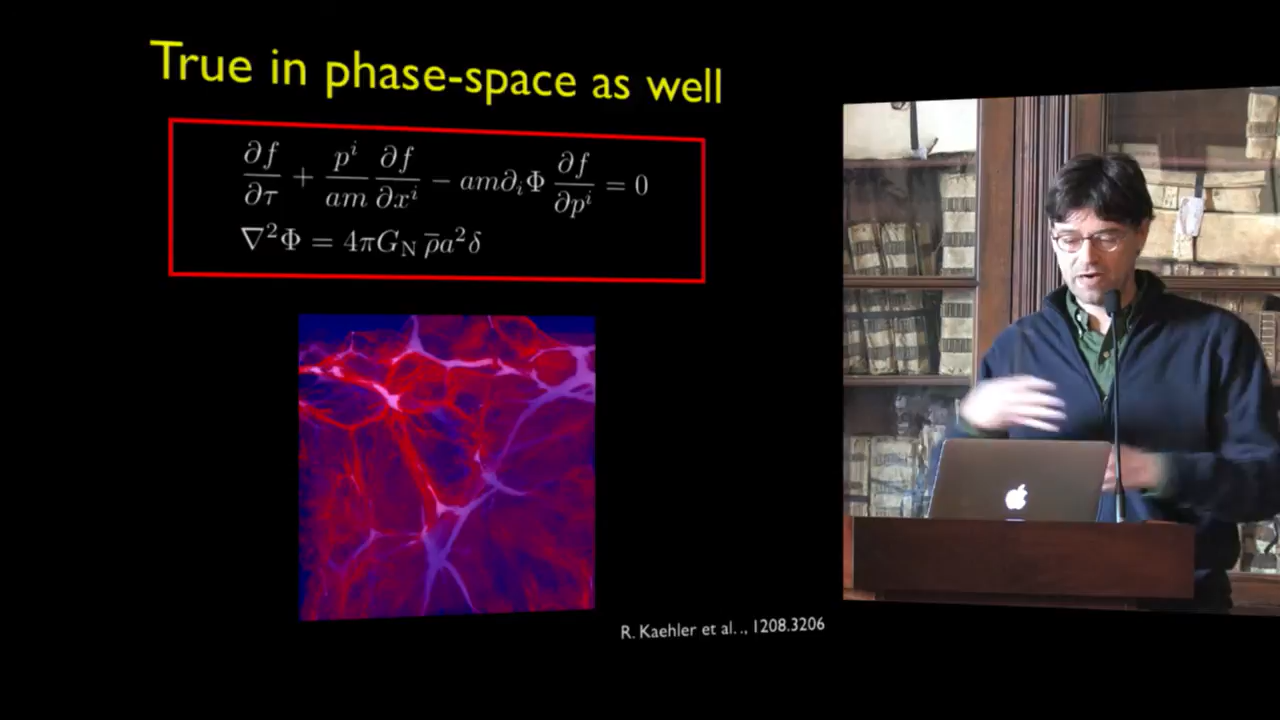 True in phase-space as well
∂f/∂τ + p^i/am ∂f/∂x^i − am∂_iΦ ∂f/∂p^i = 0
∇²Φ = 4πG_N ρ̄a²δ
R. Kaehler et al. ., 1208.3206